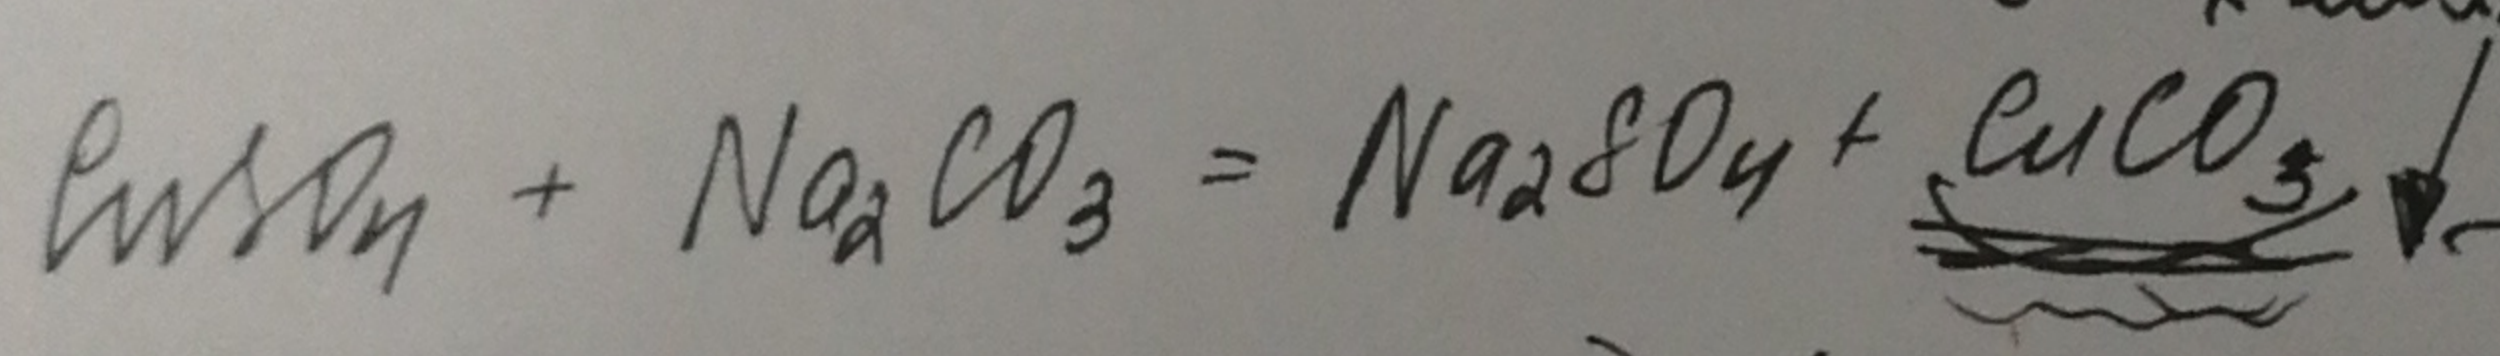 CuSO₄ + Na₂CO₃ = Na₂SO₄ + CuCO₃ ↓